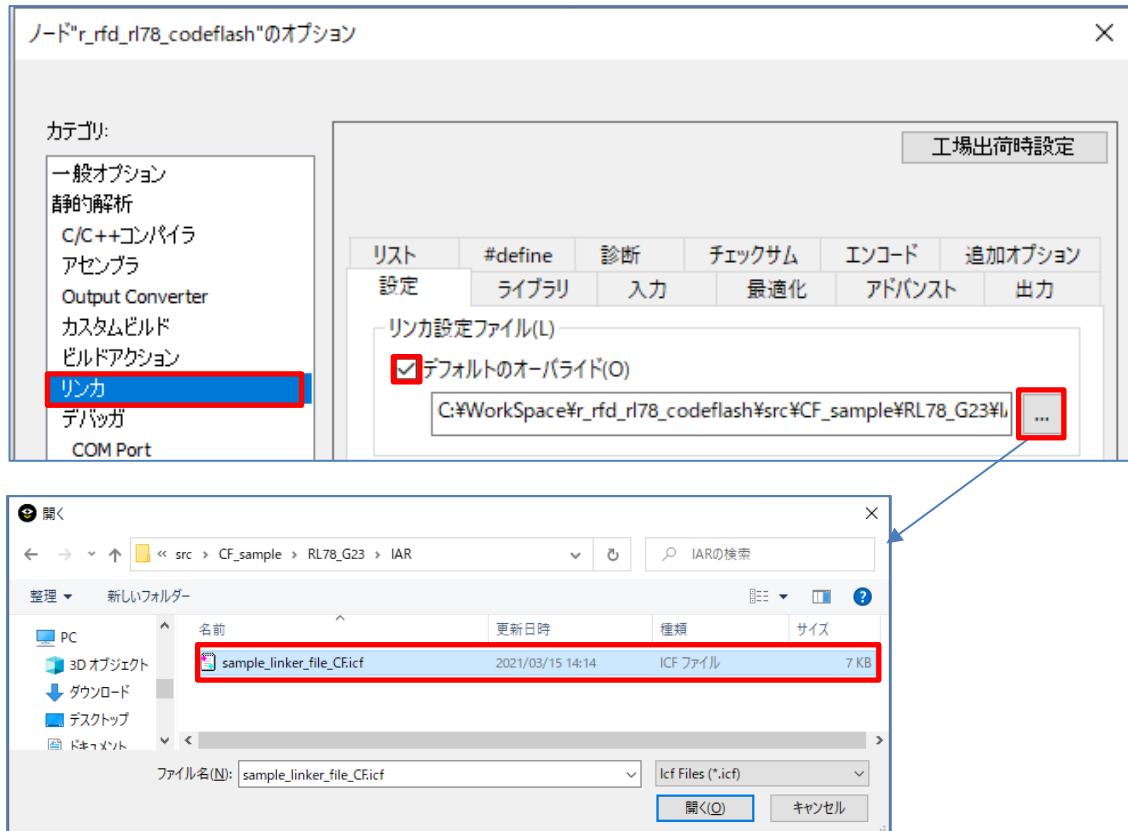 ノード"r_rfd_rl78_codeflash"のオプション
カテゴリ:
工場出荷時設定
一般オプション
静的解析
C/C++コンパイラ
アセンブラ
Output Converter
カスタムビルド
ビルドアクション
リンカ
デバッガ
COM Port
リスト #define 診断 チェックサム エンコード 追加オプション
設定 ライブラリ 入力 最適化 アドバンスト 出力
リンカ設定ファイル(L)
デフォルトのオーバライド(O)
C:¥WorkSpace¥r_rfd_rl78_codeflash¥src¥CF_sample¥RL78_G23¥I
...
開く
« src › CF_sample › RL78_G23 › IAR
IARの検索
整理 新しいフォルダー
名前 更新日時 種類 サイズ
PC
3D オブジェクト
ダウンロード
デスクトップ
ドキュメント
sample_linker_file_CF.icf 2021/03/15 14:14 ICF ファイル 7 KB
ファイル名(N): sample_linker_file_CF.icf
Icf Files (*.icf)
開く(O) キャンセル